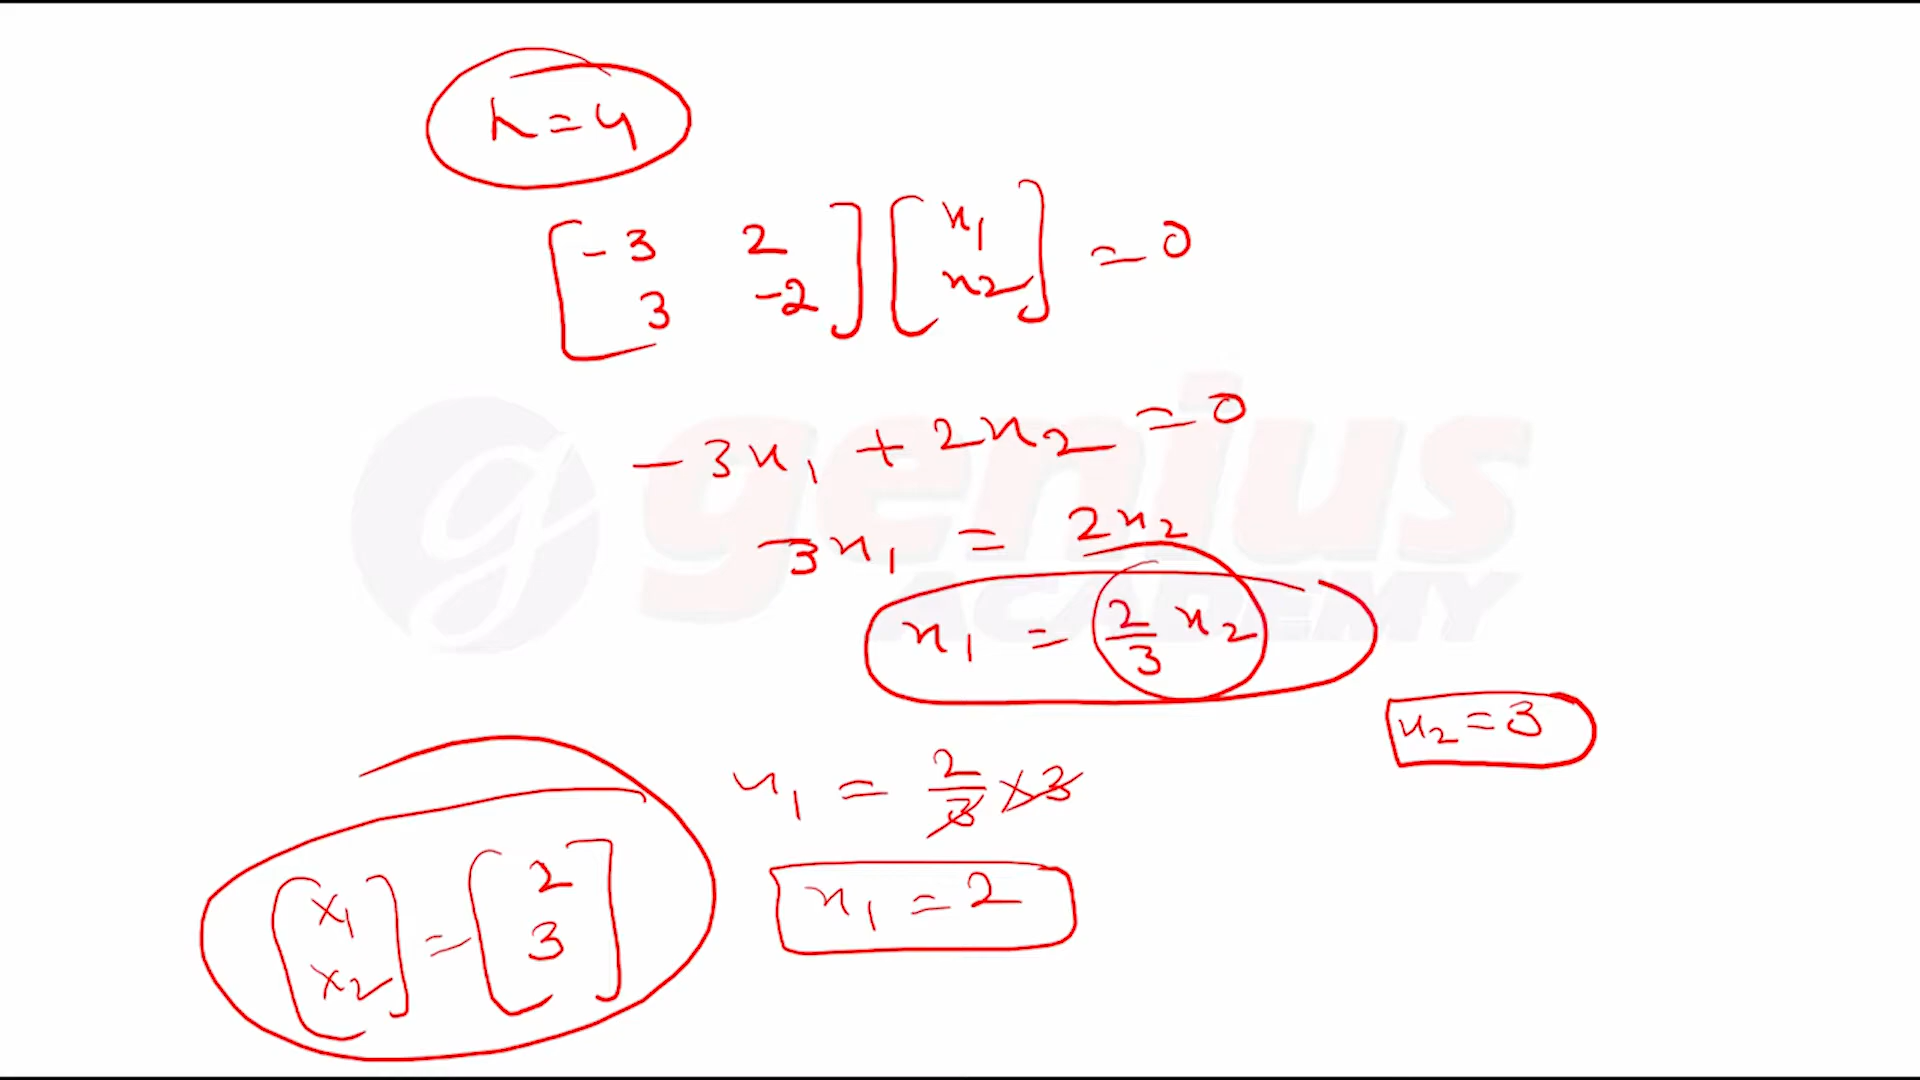 λ=4
[-3 2
3 -2] [x1
x2] = 0
-3x1 + 2x2 = 0
-3x1 = 2x2
x1 = 2/3 x2
x2 = 3
x1 = 2/3 × 3
x1 = 2
[x1
x2] = [2
3]
g genius
ACADEMY